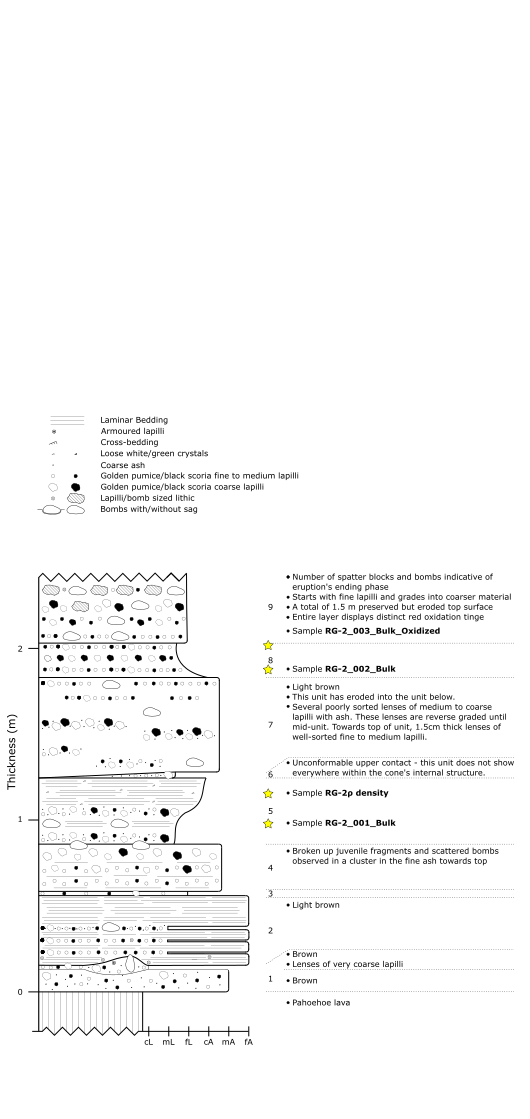 Laminar Bedding
Armoured lapilli
Cross-bedding
Loose white/green crystals
Coarse ash
Golden pumice/black scoria fine to medium lapilli
Golden pumice/black scoria coarse lapilli
Lapilli/bomb sized lithic
Bombs with/without sag
Thickness (m)
2
1
0
cL mL fL cA mA fA
9
• Number of spatter blocks and bombs indicative of
eruption's ending phase
• Starts with fine lapilli and grades into coarser material
• A total of 1.5 m preserved but eroded top surface
• Entire layer displays distinct red oxidation tinge
• Sample RG-2_003_Bulk_Oxidized
8
• Sample RG-2_002_Bulk
7
• Light brown
• This unit has eroded into the unit below.
• Several poorly sorted lenses of medium to coarse
lapilli with ash. These lenses are reverse graded until
mid-unit. Towards top of unit, 1.5cm thick lenses of
well-sorted fine to medium lapilli.
6
• Unconformable upper contact - this unit does not show
everywhere within the cone's internal structure.
5
• Sample RG-2p density
• Sample RG-2_001_Bulk
4
• Broken up juvenile fragments and scattered bombs
observed in a cluster in the fine ash towards top
3
• Light brown
2
• Brown
• Lenses of very coarse lapilli
1
• Brown
• Pahoehoe lava